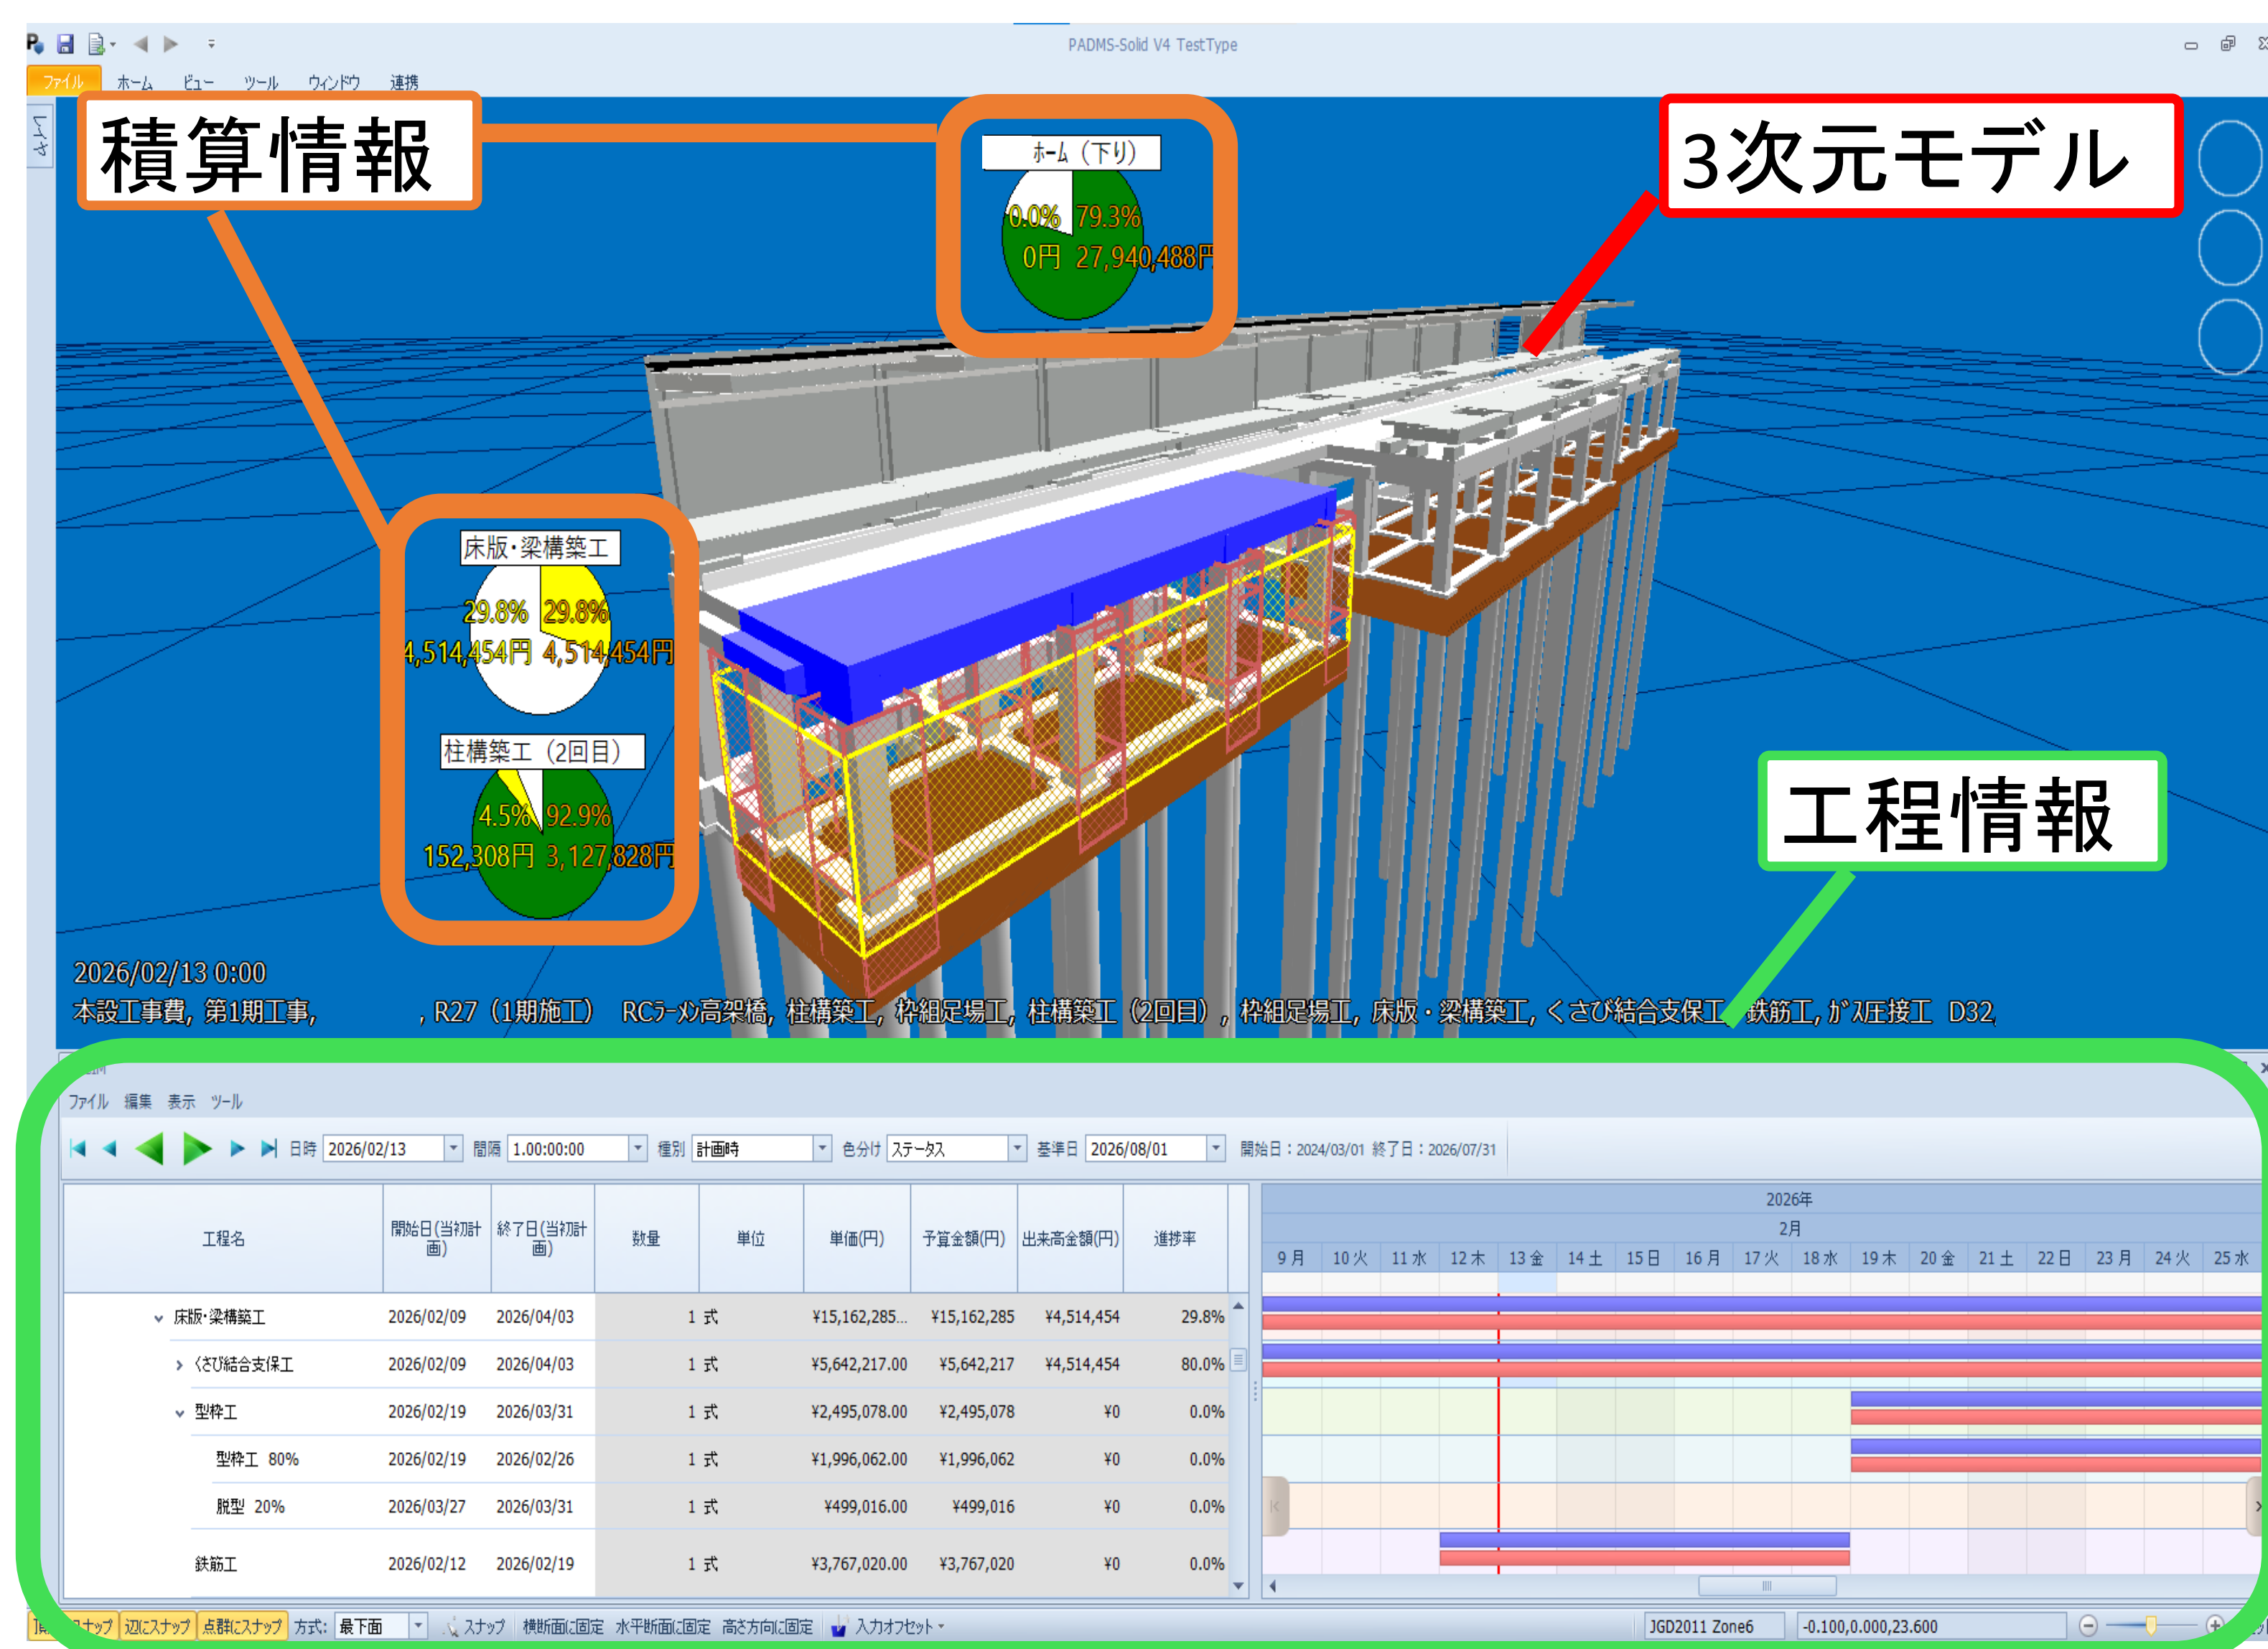 PADMS-Solid V4 TestType
ファイル ホーム ビュー ツール ウィンドウ 連携
レイヤ
積算情報
3次元モデル
ホーム（下り）
0.0% 79.3%
0円 27,940,488円
床版・梁構築工
29.8% 29.8%
4,514,454円 4,514,454円
柱構築工（2回目）
4.5% 92.9%
152,308円 3,127,828円
工程情報
2026/02/13 0:00
本設工事費, 第1期工事, , R27（1期施工） RCラーメン高架橋, 柱構築工, 枠組足場工, 柱構築工（2回目）, 枠組足場工, 床版・梁構築工, くさび結合支保工, 鉄筋工, ガス圧接工 D32,
ファイル 編集 表示 ツール
日時 2026/02/13 間隔 1.00:00:00 種別 計画時 色分け ステータス 基準日 2026/08/01 開始日：2024/03/01 終了日：2026/07/31
工程名 開始日(当初計画) 終了日(当初計画) 数量 単位 単価(円) 予算金額(円) 出来高金額(円) 進捗率
2026年
2月
9 月 10 火 11 水 12 木 13 金 14 土 15 日 16 月 17 火 18 水 19 木 20 金 21 土 22 日 23 月 24 火 25 水
床版・梁構築工 2026/02/09 2026/04/03 1 式 ¥15,162,285... ¥15,162,285 ¥4,514,454 29.8%
くさび結合支保工 2026/02/09 2026/04/03 1 式 ¥5,642,217.00 ¥5,642,217 ¥4,514,454 80.0%
型枠工 2026/02/19 2026/03/31 1 式 ¥2,495,078.00 ¥2,495,078 ¥0 0.0%
型枠工 80% 2026/02/19 2026/02/26 1 式 ¥1,996,062.00 ¥1,996,062 ¥0 0.0%
脱型 20% 2026/03/27 2026/03/31 1 式 ¥499,016.00 ¥499,016 ¥0 0.0%
鉄筋工 2026/02/12 2026/02/19 1 式 ¥3,767,020.00 ¥3,767,020 ¥0 0.0%
スナップ 辺にスナップ 点群にスナップ 方式: 最下面 スナップ 横断面に固定 水平断面に固定 高さ方向に固定 入力オフセット JGD2011 Zone6 -0.100,0.000,23.600